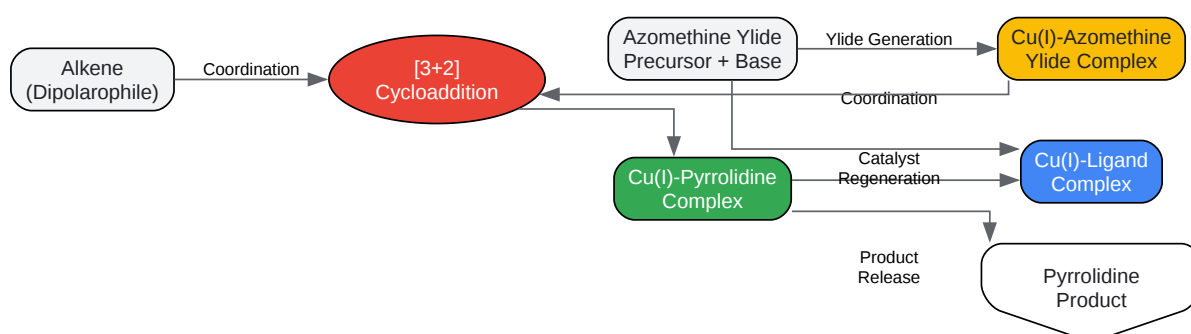 Alkene
(Dipolarophile)
Coordination
[3+2]
Cycloaddition
Azomethine Ylide
Precursor + Base
Ylide Generation
Cu(I)-Azomethine
Ylide Complex
Coordination
Cu(I)-Pyrrolidine
Complex
Catalyst
Regeneration
Cu(I)-Ligand
Complex
Product
Release
Pyrrolidine
Product